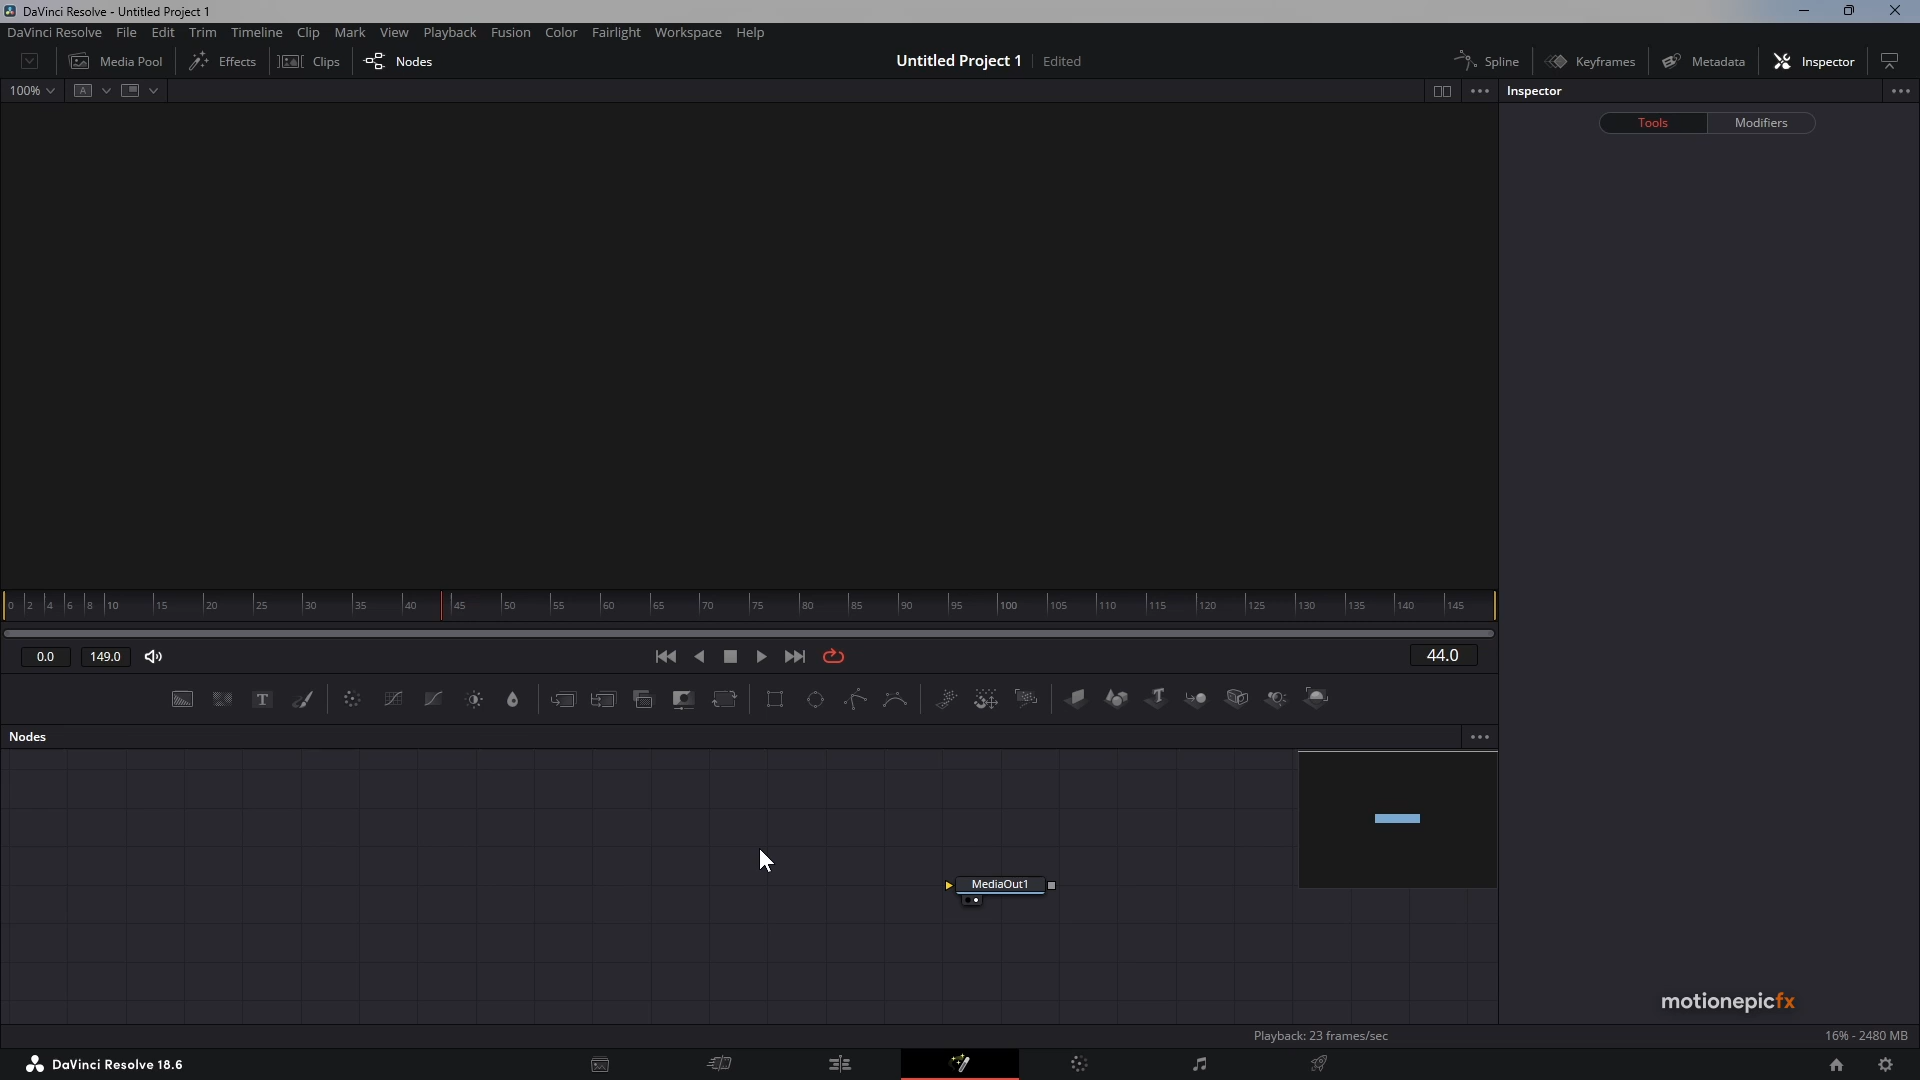 DaVinci Resolve - Untitled Project 1
DaVinci Resolve File Edit Trim Timeline Clip Mark View Playback Fusion Color Fairlight Workspace Help
Media Pool Effects Clips Nodes Untitled Project 1 Edited Spline Keyframes Metadata Inspector
100% A Inspector
Tools Modifiers
0 2 4 6 8 10 15 20 25 30 35 40 45 50 55 60 65 70 75 80 85 90 95 100 105 110 115 120 125 130 135 140 145
0.0 149.0 44.0
T T
Nodes
MediaOut1
motionepicfx
Playback: 23 frames/sec 16% - 2480 MB
DaVinci Resolve 18.6